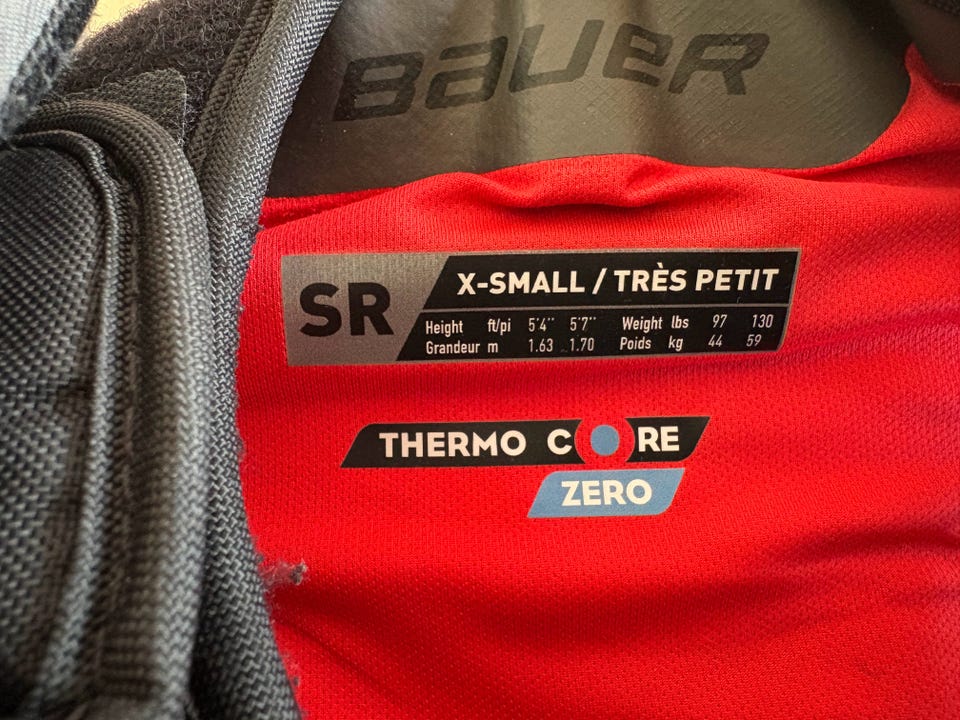 BAUER
SR
X-SMALL / TRÈS PETIT
Height ft/pi 5'4'' 5'7'' Weight lbs 97 130
Grandeur m 1.63 1.70 Poids kg 44 59
THERMO CORE
ZERO